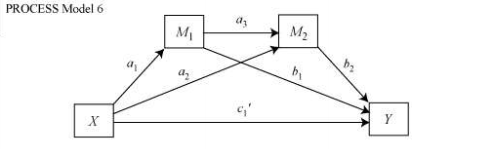 PROCESS Model 6
M₁
a₃
M₂
a₁
a₂
b₁
b₂
X
c₁'
Y